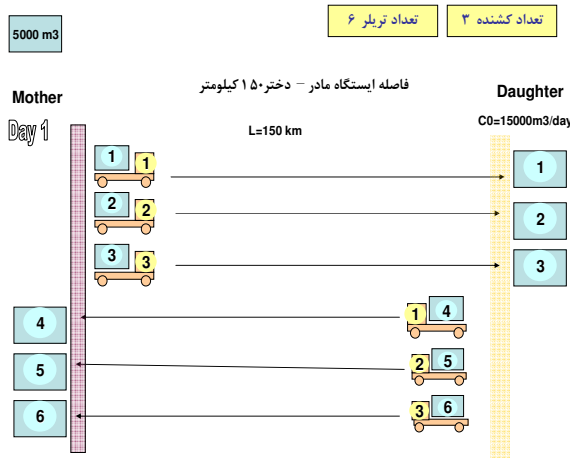 5000 m3
تعداد تریلر ۶
تعداد کشنده ۳
فاصله ایستگاه مادر – دختر۱۵۰ کیلومتر
Mother
Daughter
Day 1
L=150 km
C0=15000m3/day
1 1
1
2 2
2
3 3
3
4
1 4
5
2 5
6
3 6